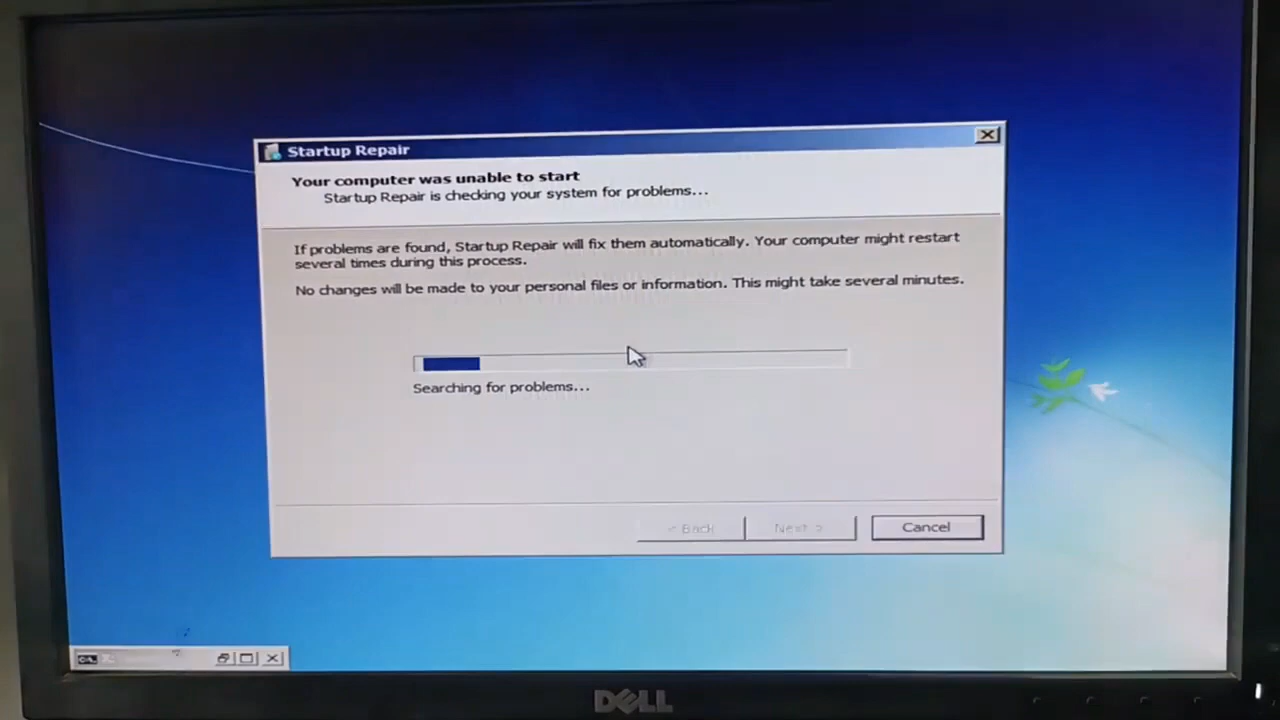 Startup Repair
Your computer was unable to start
Startup Repair is checking your system for problems...
If problems are found, Startup Repair will fix them automatically. Your computer might restart
several times during this process.
No changes will be made to your personal files or information. This might take several minutes.
Searching for problems...
< Back
Next >
Cancel
DELL